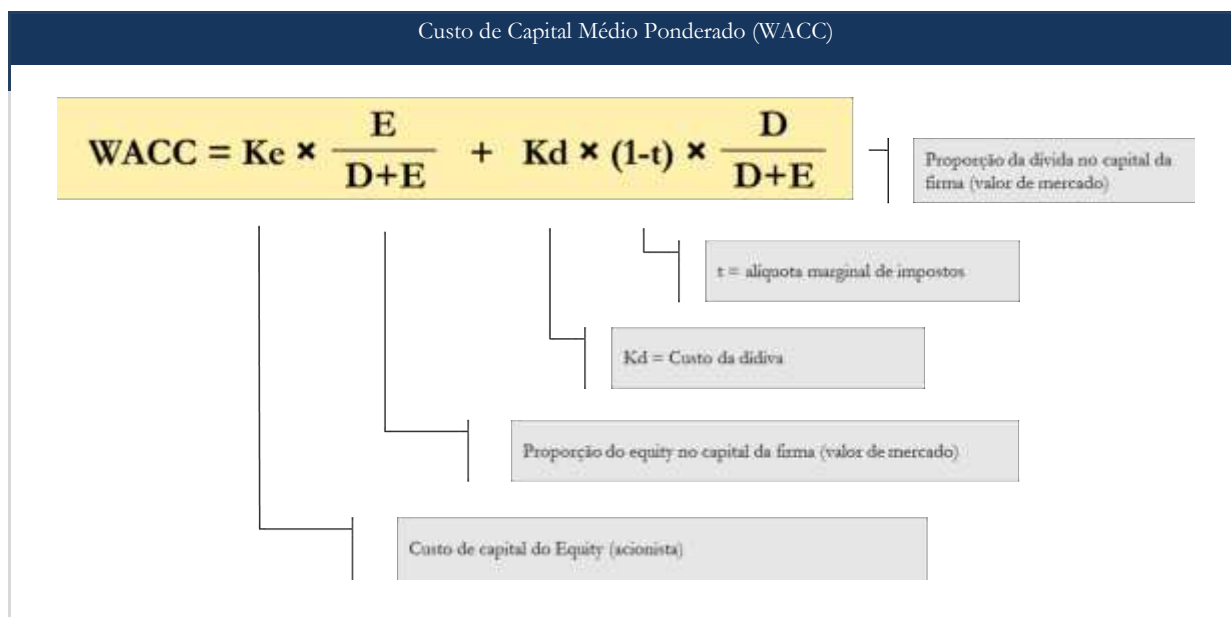 Custo de Capital Médio Ponderado (WACC)
WACC = Ke × E/D+E + Kd × (1-t) × D/D+E
Proporção da dívida no capital da
firma (valor de mercado)
t = alíquota marginal de impostos
Kd = Custo da didiva
Proporção do equity no capital da firma (valor de mercado)
Custo de capital do Equity (acionista)